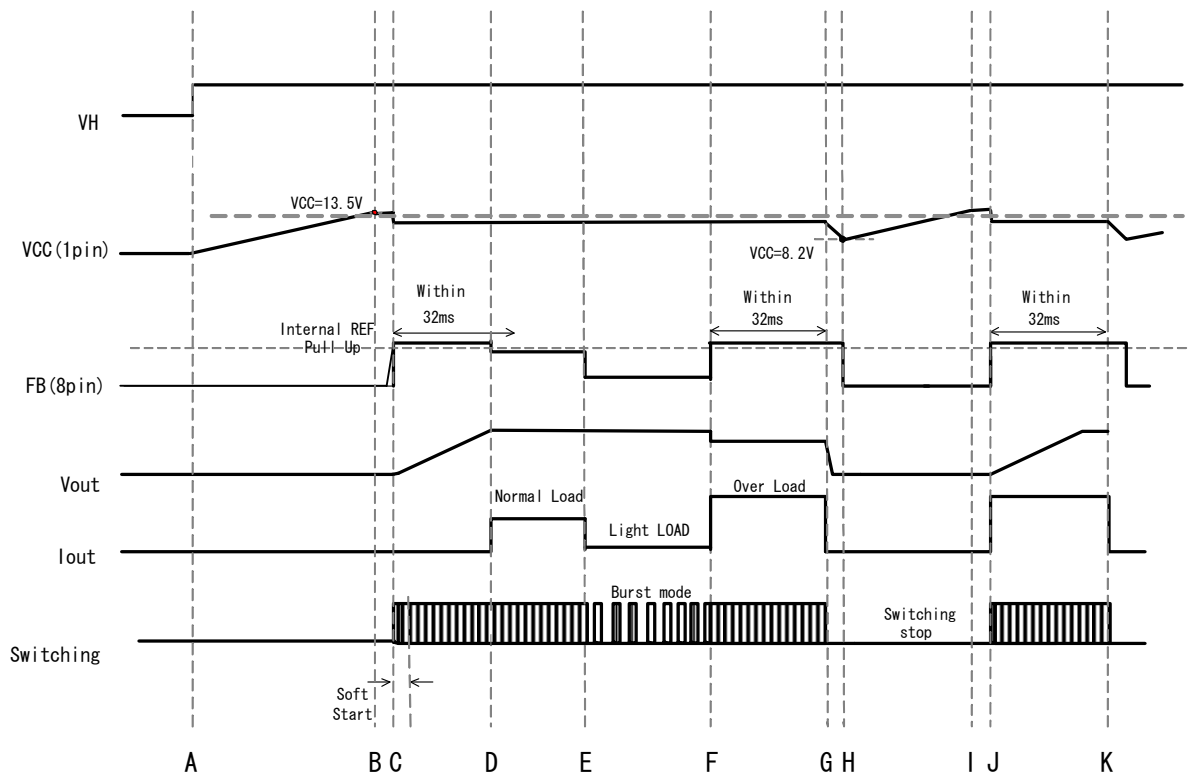 VH
VCC=13.5V
VCC(1pin)
VCC=8.2V
Within
32ms
Within
32ms
Within
32ms
Internal REF
Pull Up
FB(8pin)
Vout
Normal Load
Over Load
Light LOAD
Iout
Burst mode
Switching
stop
Switching
Soft
Start
A B C D E F G H I J K